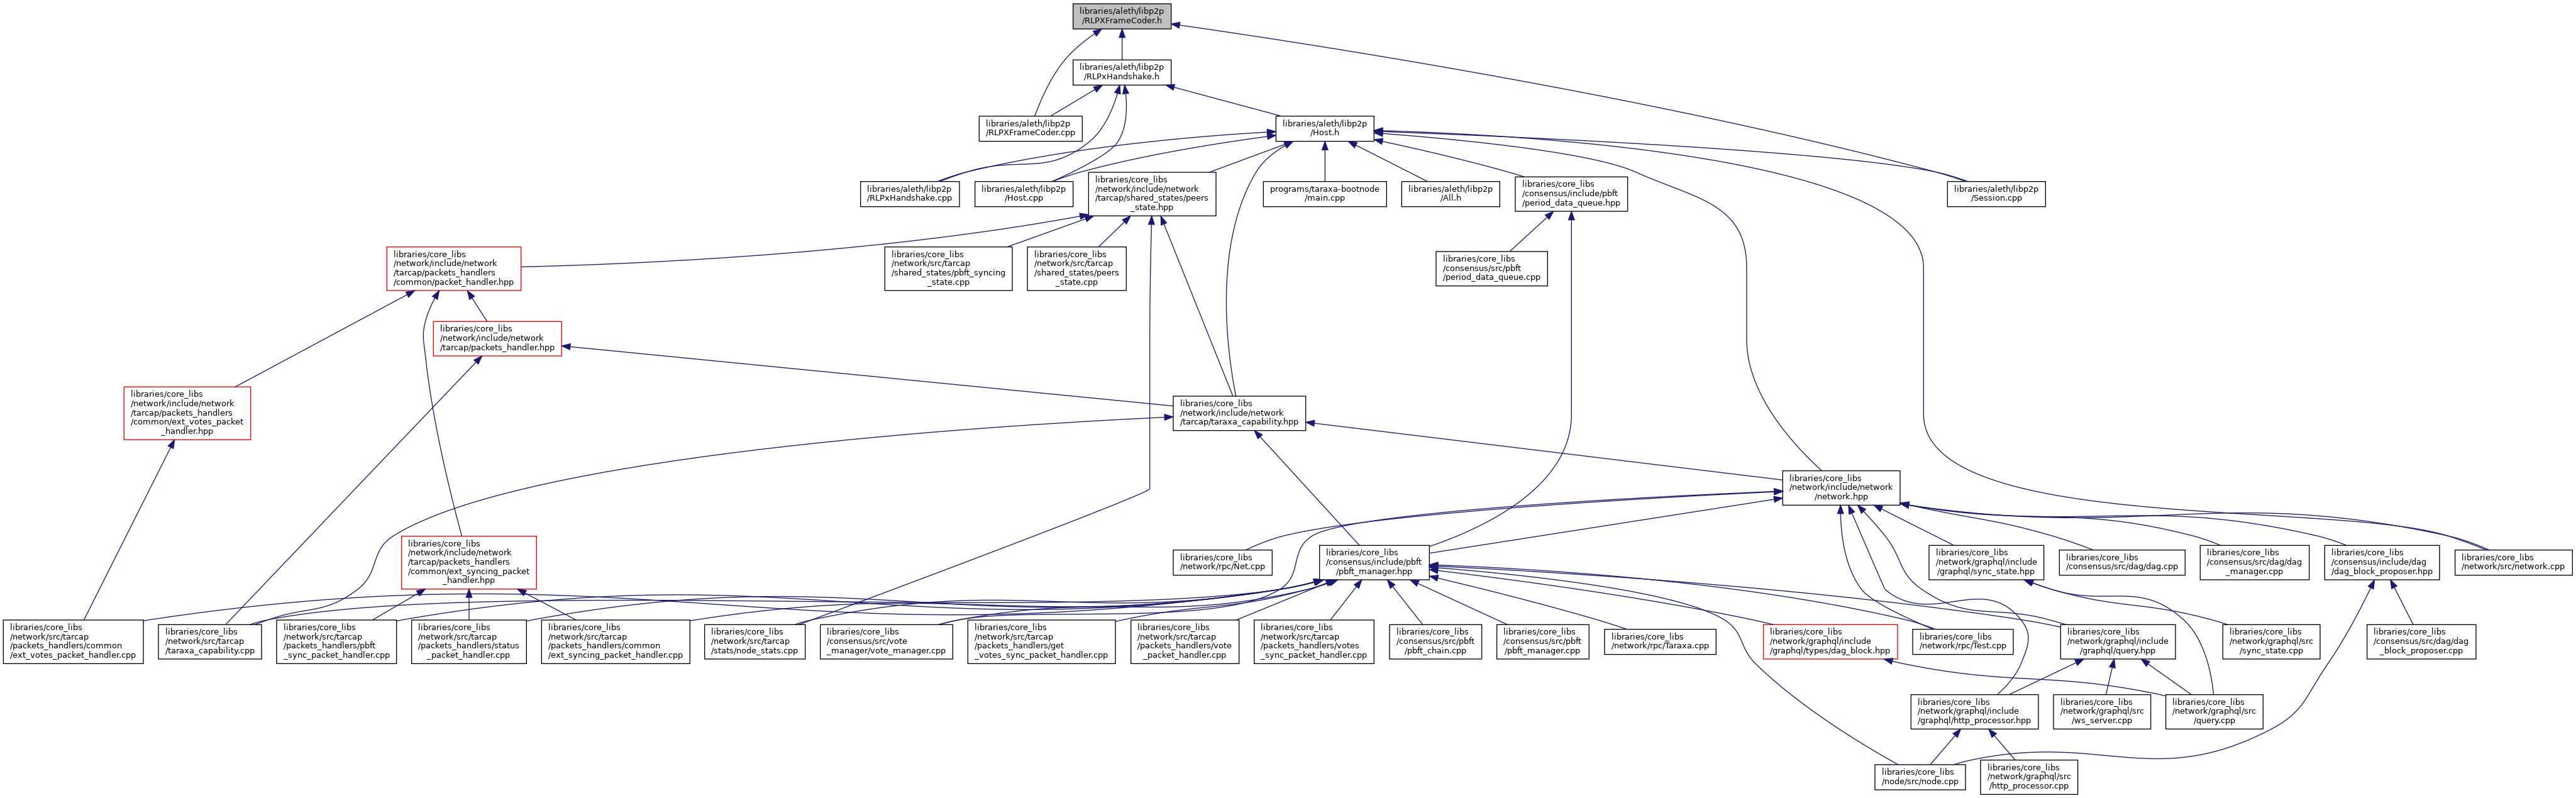 libraries/aleth/libp2p
/RLPXFrameCoder.h
libraries/aleth/libp2p
/RLPxHandshake.h
libraries/aleth/libp2p
/RLPXFrameCoder.cpp
libraries/aleth/libp2p
/Host.h
libraries/aleth/libp2p
/RLPxHandshake.cpp
libraries/aleth/libp2p
/Host.cpp
libraries/core_libs
/network/include/network
/tarcap/shared_states/peers
_state.hpp
programs/taraxa-bootnode
/main.cpp
libraries/aleth/libp2p
/All.h
libraries/core_libs
/consensus/include/pbft
/period_data_queue.hpp
libraries/aleth/libp2p
/Session.cpp
libraries/core_libs
/network/include/network
/tarcap/packets_handlers
/common/packet_handler.hpp
libraries/core_libs
/network/src/tarcap
/shared_states/pbft_syncing
_state.cpp
libraries/core_libs
/network/src/tarcap
/shared_states/peers
_state.cpp
libraries/core_libs
/consensus/src/pbft
/period_data_queue.cpp
libraries/core_libs
/network/include/network
/tarcap/packets_handler.hpp
libraries/core_libs
/network/include/network
/tarcap/packets_handlers
/common/ext_votes_packet
_handler.hpp
libraries/core_libs
/network/include/network
/tarcap/taraxa_capability.hpp
libraries/core_libs
/network/include/network
/network.hpp
libraries/core_libs
/network/include/network
/tarcap/packets_handlers
/common/ext_syncing_packet
_handler.hpp
libraries/core_libs
/network/rpc/Net.cpp
libraries/core_libs
/consensus/include/pbft
/pbft_manager.hpp
libraries/core_libs
/network/graphql/include
/graphql/sync_state.hpp
libraries/core_libs
/consensus/src/dag/dag.cpp
libraries/core_libs
/consensus/src/dag/dag
_manager.cpp
libraries/core_libs
/consensus/include/dag
/dag_block_proposer.hpp
libraries/core_libs
/network/src/network.cpp
libraries/core_libs
/network/src/tarcap
/packets_handlers/common
/ext_votes_packet_handler.cpp
libraries/core_libs
/network/src/tarcap
/taraxa_capability.cpp
libraries/core_libs
/network/src/tarcap
/packets_handlers/pbft
_sync_packet_handler.cpp
libraries/core_libs
/network/src/tarcap
/packets_handlers/status
_packet_handler.cpp
libraries/core_libs
/network/src/tarcap
/packets_handlers/common
/ext_syncing_packet_handler.cpp
libraries/core_libs
/network/src/tarcap
/stats/node_stats.cpp
libraries/core_libs
/consensus/src/vote
_manager/vote_manager.cpp
libraries/core_libs
/network/src/tarcap
/packets_handlers/get
_votes_sync_packet_handler.cpp
libraries/core_libs
/network/src/tarcap
/packets_handlers/vote
_packet_handler.cpp
libraries/core_libs
/network/src/tarcap
/packets_handlers/votes
_sync_packet_handler.cpp
libraries/core_libs
/consensus/src/pbft
/pbft_chain.cpp
libraries/core_libs
/consensus/src/pbft
/pbft_manager.cpp
libraries/core_libs
/network/rpc/Taraxa.cpp
libraries/core_libs
/network/graphql/include
/graphql/types/dag_block.hpp
libraries/core_libs
/network/rpc/Test.cpp
libraries/core_libs
/network/graphql/include
/graphql/query.hpp
libraries/core_libs
/network/graphql/src
/sync_state.cpp
libraries/core_libs
/consensus/src/dag/dag
_block_proposer.cpp
libraries/core_libs
/network/graphql/include
/graphql/http_processor.hpp
libraries/core_libs
/network/graphql/src
/ws_server.cpp
libraries/core_libs
/network/graphql/src
/query.cpp
libraries/core_libs
/node/src/node.cpp
libraries/core_libs
/network/graphql/src
/http_processor.cpp